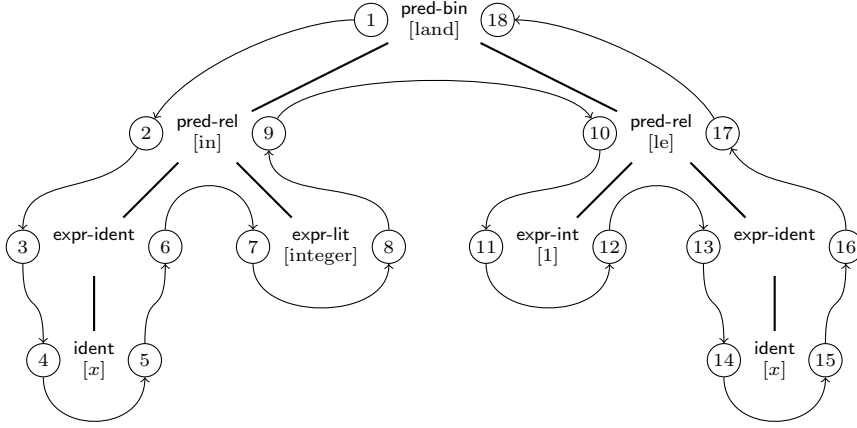 1 pred-bin 18
[land]
2 pred-rel 9 10 pred-rel 17
[in] [le]
3 expr-ident 6 7 expr-lit 8 11 expr-int 12 13 expr-ident 16
[integer] [1]
4 ident 5 14 ident 15
[x] [x]